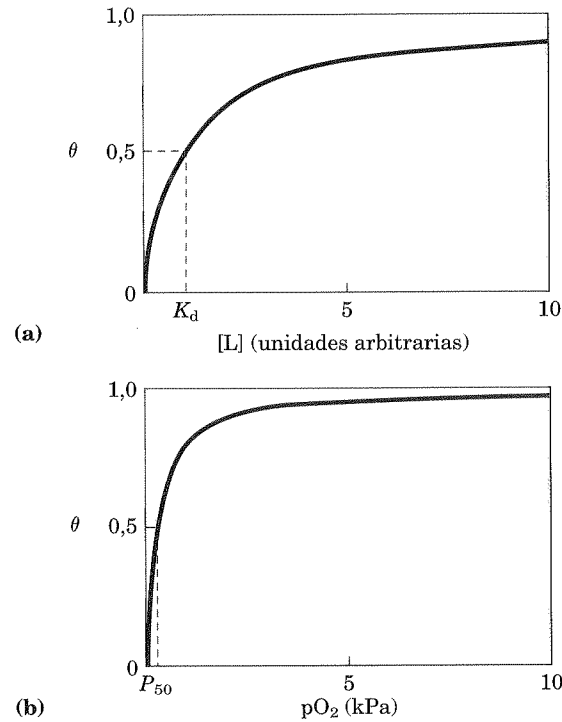 1,0
θ
0,5
0
K_d
5
10
(a)
[L] (unidades arbitrarias)
1,0
θ
0,5
0
P_50
5
10
(b)
pO₂ (kPa)